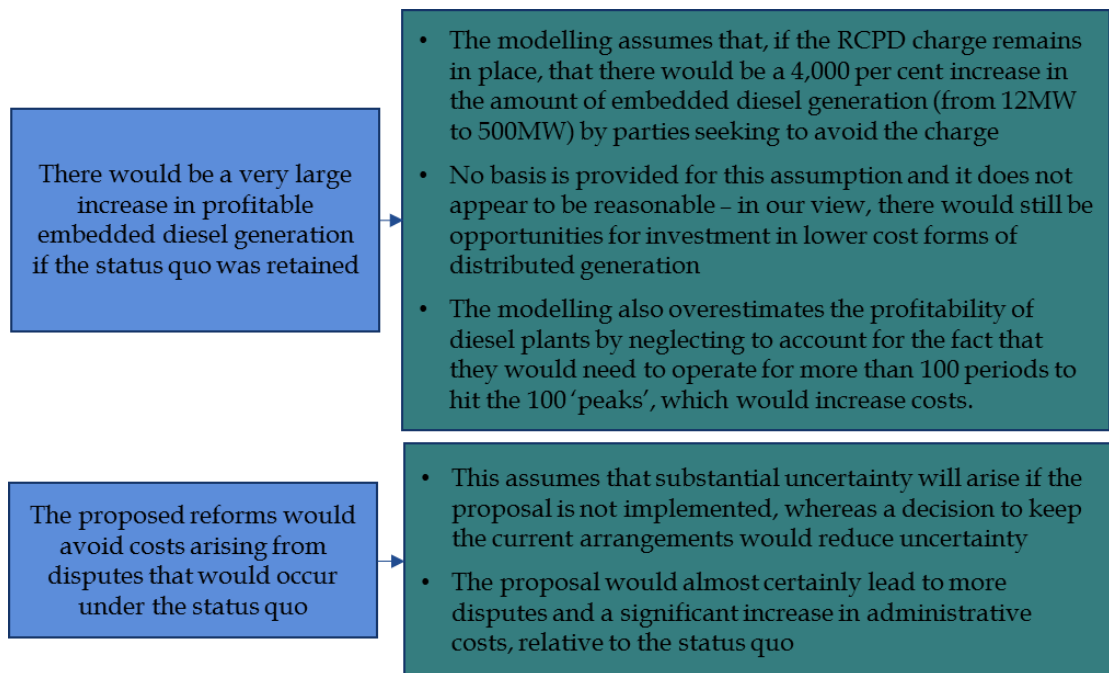 There would be a very large
increase in profitable
embedded diesel generation
if the status quo was retained
• The modelling assumes that, if the RCPD charge remains
in place, that there would be a 4,000 per cent increase in
the amount of embedded diesel generation (from 12MW
to 500MW) by parties seeking to avoid the charge
• No basis is provided for this assumption and it does not
appear to be reasonable – in our view, there would still be
opportunities for investment in lower cost forms of
distributed generation
• The modelling also overestimates the profitability of
diesel plants by neglecting to account for the fact that
they would need to operate for more than 100 periods to
hit the 100 ‘peaks’, which would increase costs.
The proposed reforms would
avoid costs arising from
disputes that would occur
under the status quo
• This assumes that substantial uncertainty will arise if the
proposal is not implemented, whereas a decision to keep
the current arrangements would reduce uncertainty
• The proposal would almost certainly lead to more
disputes and a significant increase in administrative
costs, relative to the status quo